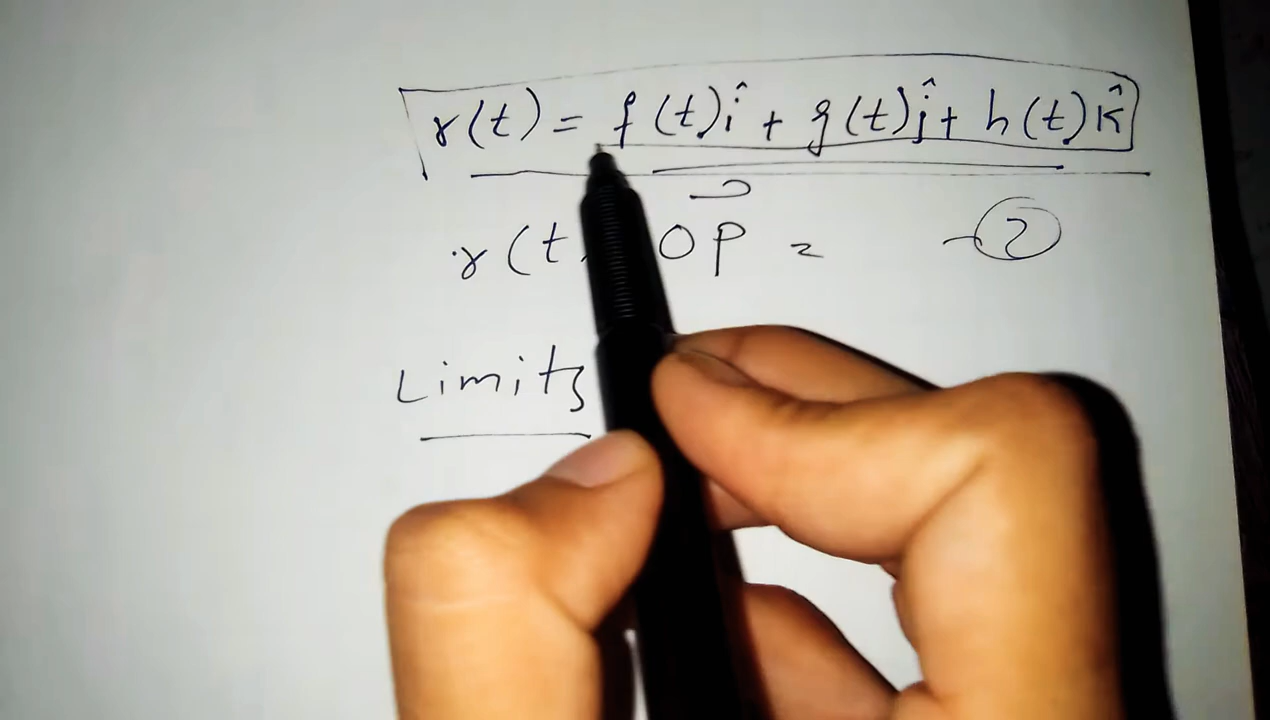 r(t) = f(t)î + g(t)ĵ + h(t)k̂
r(t OP = - ②
Limits